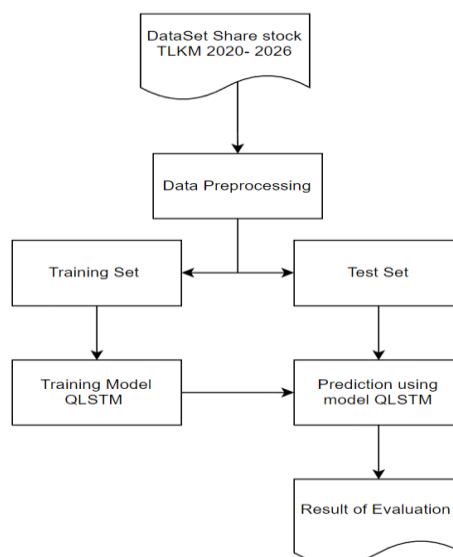 DataSet Share stock
TLKM 2020- 2026
Data Preprocessing
Training Set
Test Set
Training Model
QLSTM
Prediction using
model QLSTM
Result of Evaluation